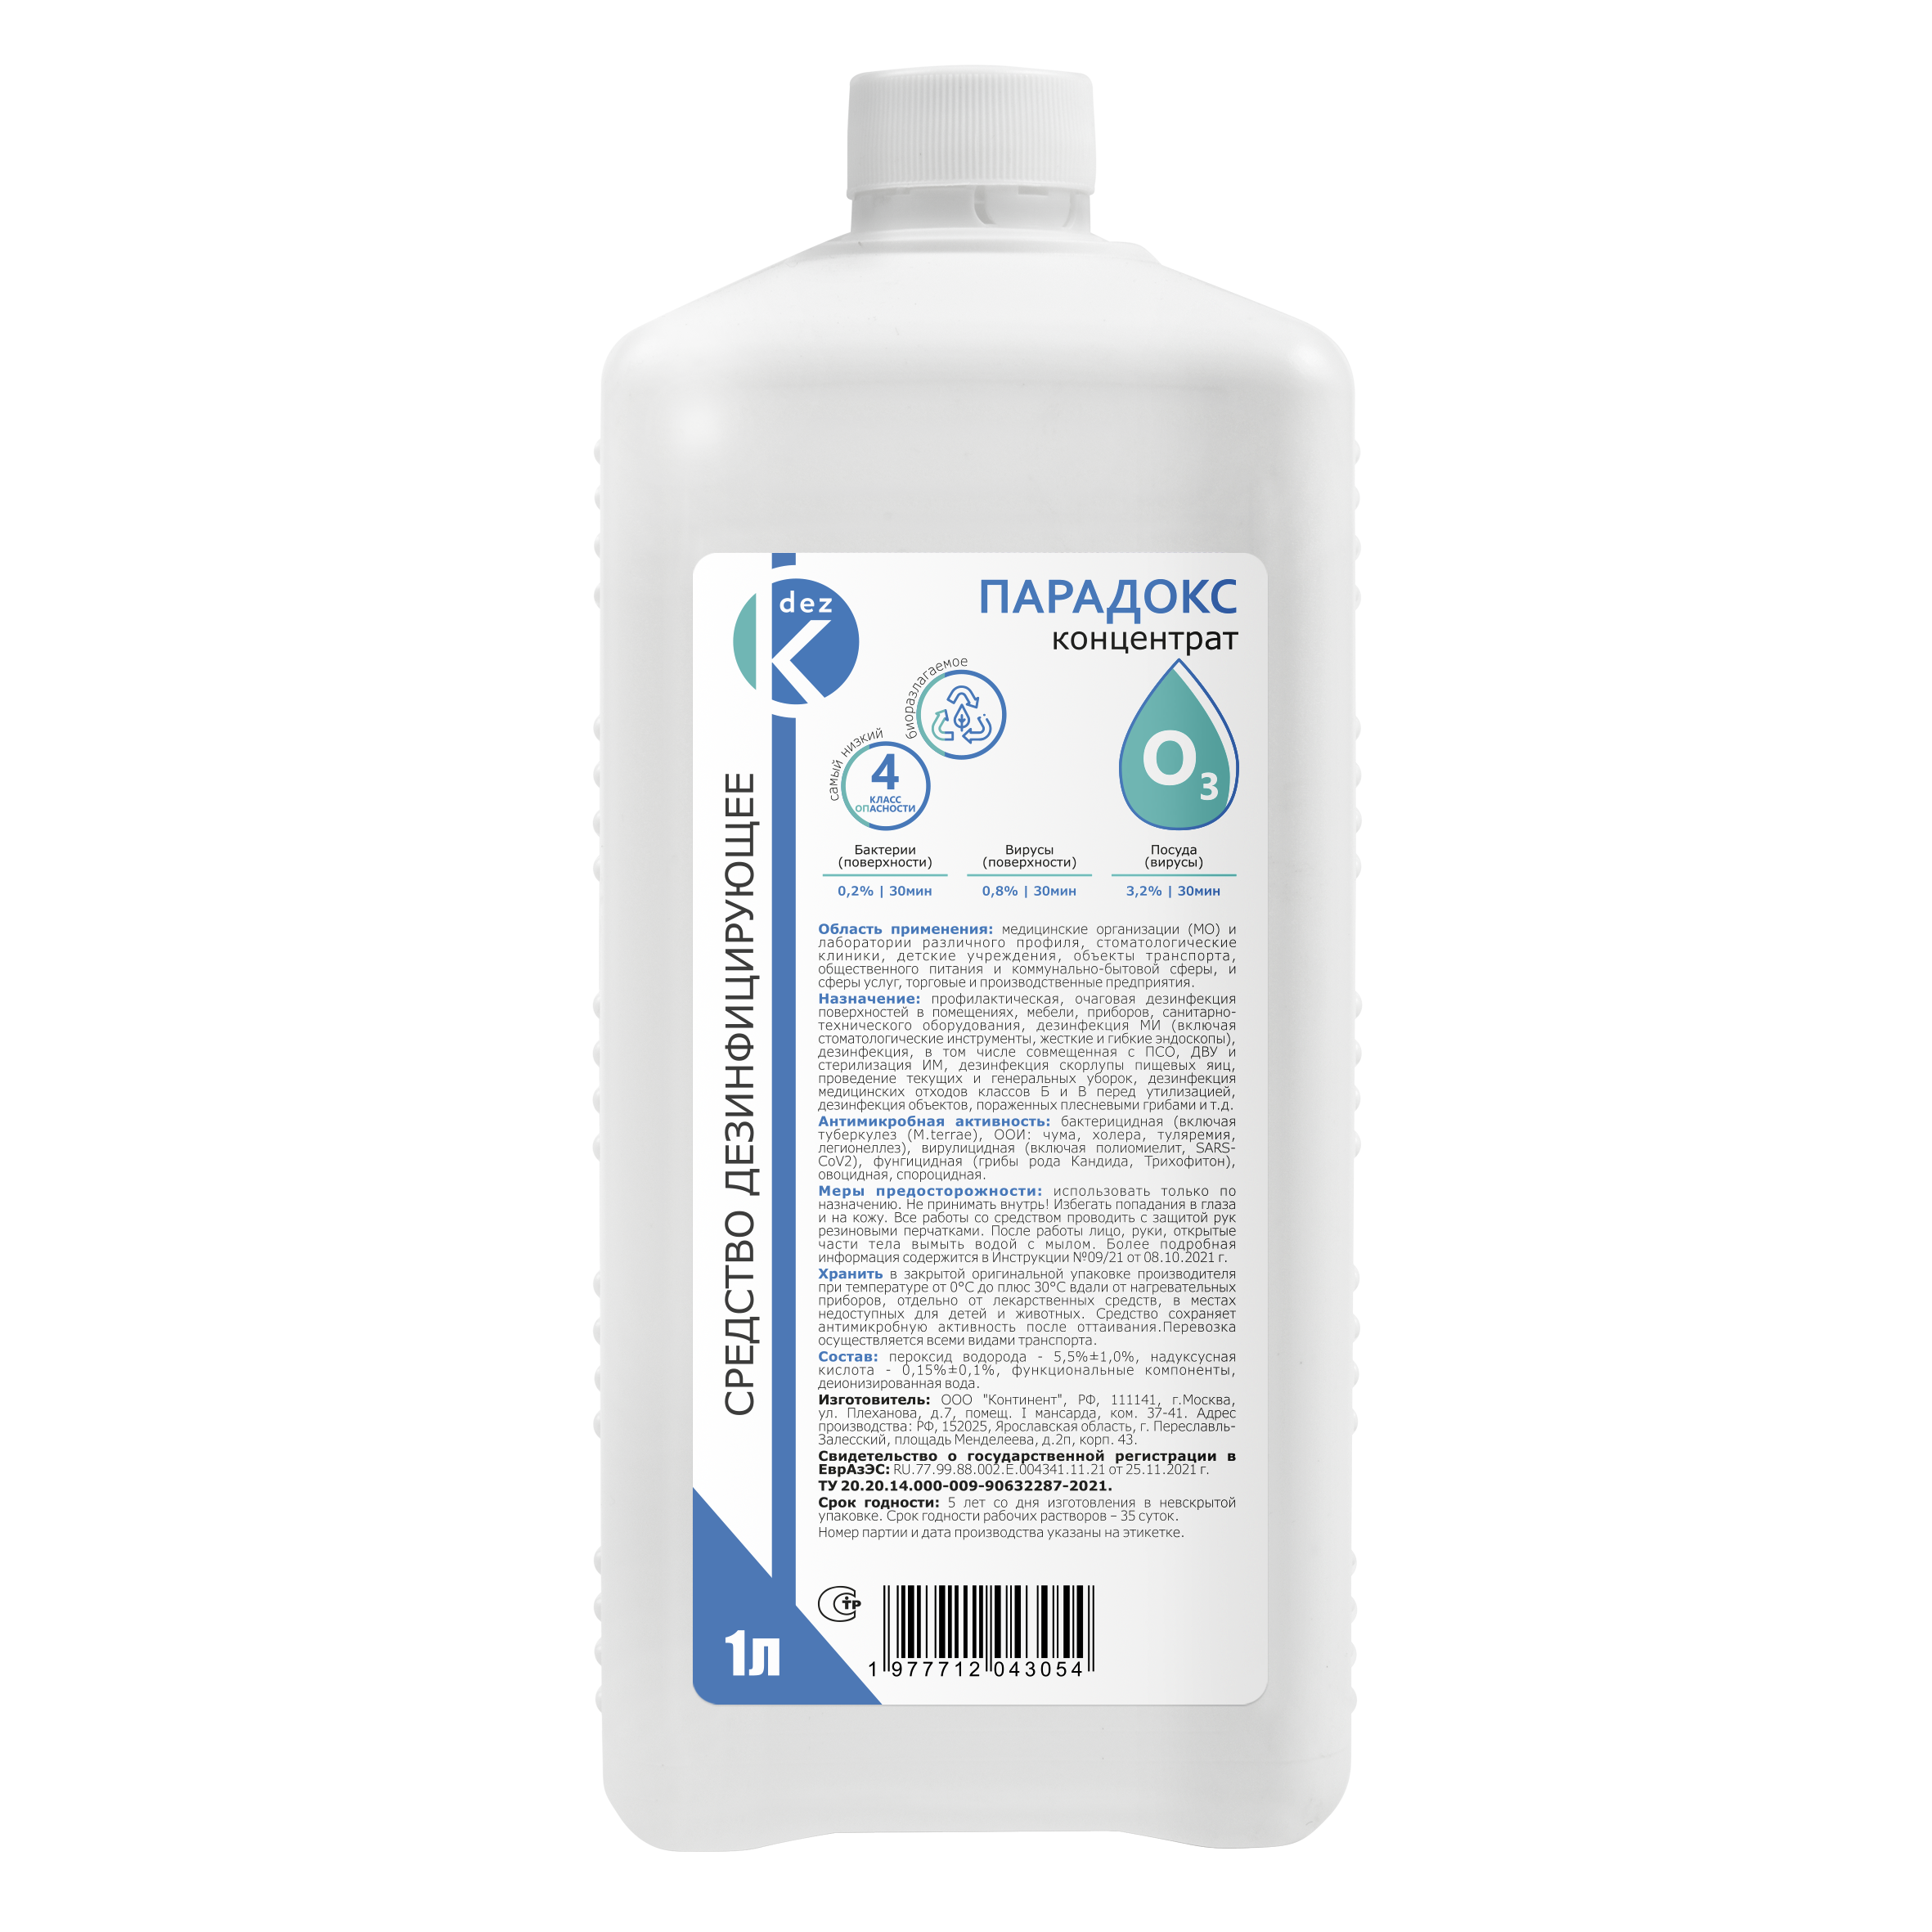 dez
K
ПАРАДОКС
концентрат
биоразлагаемое
самый низкий
4
КЛАСС
ОПАСНОСТИ
O3
СРЕДСТВО ДЕЗИНФИЦИРУЮЩЕЕ
Бактерии
(поверхности)
0,2% | 30мин
Вирусы
(поверхности)
0,8% | 30мин
Посуда
(вирусы)
3,2% | 30мин
Область применения: медицинские организации (МО) и
лаборатории различного профиля, стоматологические
клиники, детские учреждения, объекты транспорта,
общественного питания и коммунально-бытовой сферы, и
сферы услуг, торговые и производственные предприятия.
Назначение: профилактическая, очаговая дезинфекция
поверхностей в помещениях, мебели, приборов, санитарно-
технического оборудования, дезинфекция МИ (включая
стоматологические инструменты, жесткие и гибкие эндоскопы),
дезинфекция, в том числе совмещенная с ПСО, ДВУ и
стерилизация ИМ, дезинфекция скорлупы пищевых яиц,
проведение текущих и генеральных уборок, дезинфекция
медицинских отходов классов Б и В перед утилизацией,
дезинфекция объектов, пораженных плесневыми грибами и т.д.
Антимикробная активность: бактерицидная (включая
туберкулез (M.terrae), ООИ: чума, холера, туляремия,
легионеллез), вирулицидная (включая полиомиелит, SARS-
CoV2), фунгицидная (грибы рода Кандида, Трихофитон),
овоцидная, спороцидная.
Меры предосторожности: использовать только по
назначению. Не принимать внутрь! Избегать попадания в глаза
и на кожу. Все работы со средством проводить с защитой рук
резиновыми перчатками. После работы лицо, руки, открытые
части тела вымыть водой с мылом. Более подробная
информация содержится в Инструкции №09/21 от 08.10.2021 г.
Хранить в закрытой оригинальной упаковке производителя
при температуре от 0°С до плюс 30°С вдали от нагревательных
приборов, отдельно от лекарственных средств, в местах
недоступных для детей и животных. Средство сохраняет
антимикробную активность после оттаивания.Перевозка
осуществляется всеми видами транспорта.
Состав: пероксид водорода - 5,5%±1,0%, надуксусная
кислота - 0,15%±0,1%, функциональные компоненты,
деионизированная вода.
Изготовитель: ООО "Континент", РФ, 111141, г.Москва,
ул. Плеханова, д.7, помещ. I мансарда, ком. 37-41. Адрес
производства: РФ, 152025, Ярославская область, г. Переславль-
Залесский, площадь Менделеева, д.2п, корп. 43.
Свидетельство о государственной регистрации в
ЕврАзЭС: RU.77.99.88.002.E.004341.11.21 от 25.11.2021 г.
ТУ 20.20.14.000-009-90632287-2021.
Срок годности: 5 лет со дня изготовления в невскрытой
упаковке. Срок годности рабочих растворов – 35 суток.
Номер партии и дата производства указаны на этикетке.
тР
1 977712 043054
1л